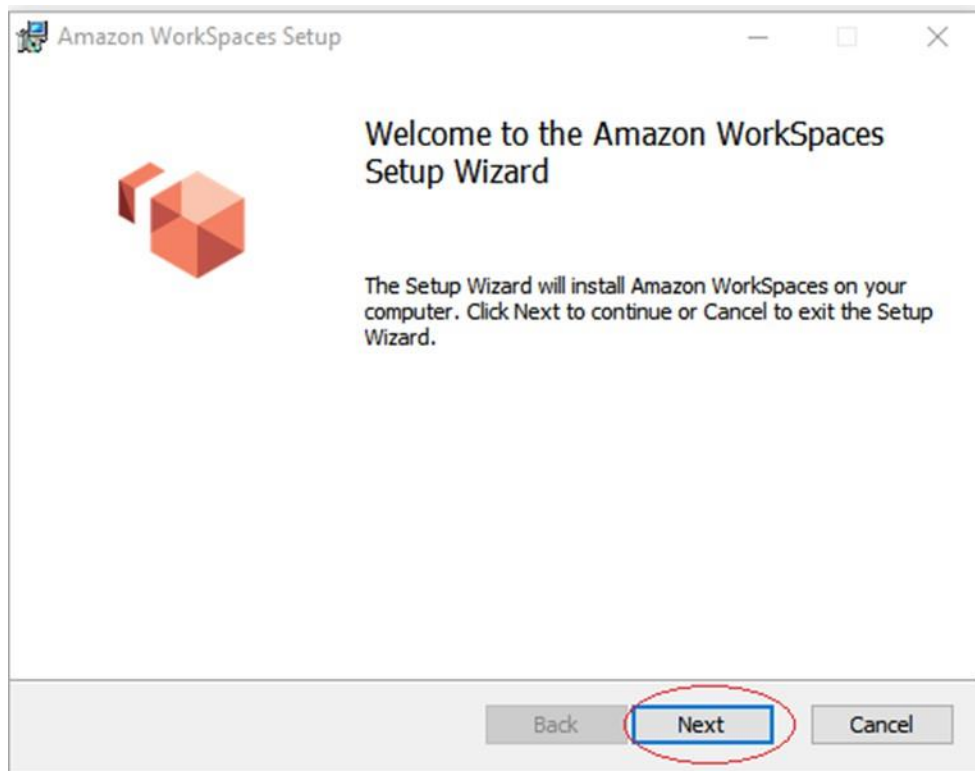 Amazon WorkSpaces Setup
Welcome to the Amazon WorkSpaces
Setup Wizard
The Setup Wizard will install Amazon WorkSpaces on your
computer. Click Next to continue or Cancel to exit the Setup
Wizard.
Back Next Cancel